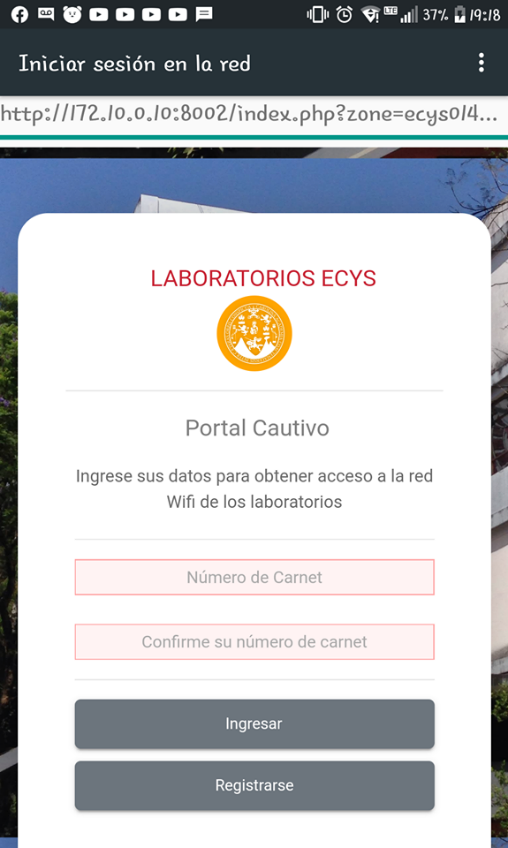 LTE 37% 19:18
Iniciar sesión en la red
http://172.10.0.10:8002/index.php?zone=ecys014...
LABORATORIOS ECYS
Portal Cautivo
Ingrese sus datos para obtener acceso a la red
Wifi de los laboratorios
Número de Carnet
Confirme su número de carnet
Ingresar
Registrarse